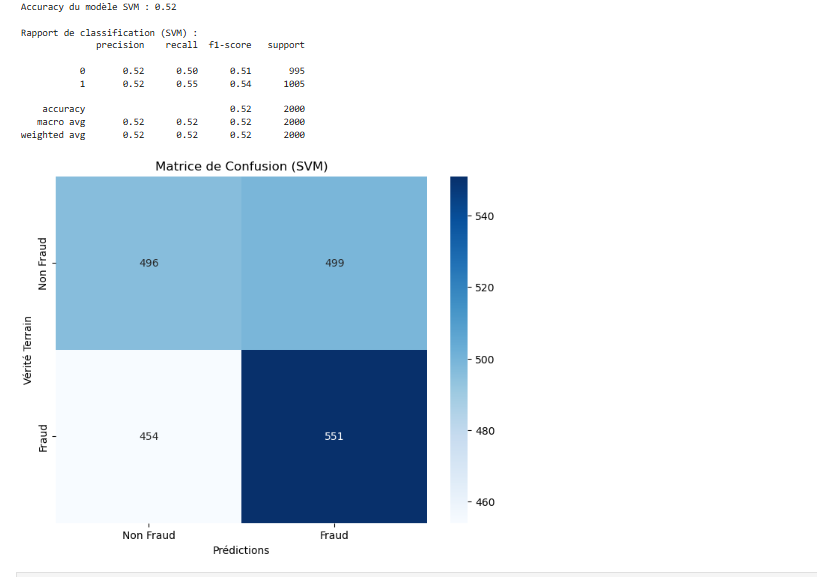 Accuracy du modèle SVM : 0.52
Rapport de classification (SVM) :
precision recall f1-score support
0 0.52 0.50 0.51 995
1 0.52 0.55 0.54 1005
accuracy 0.52 2000
macro avg 0.52 0.52 0.52 2000
weighted avg 0.52 0.52 0.52 2000
Matrice de Confusion (SVM)
Non Fraud
496 499
540
520
500
Vérité Terrain
Fraud
454 551
480
460
Non Fraud Fraud
Prédictions